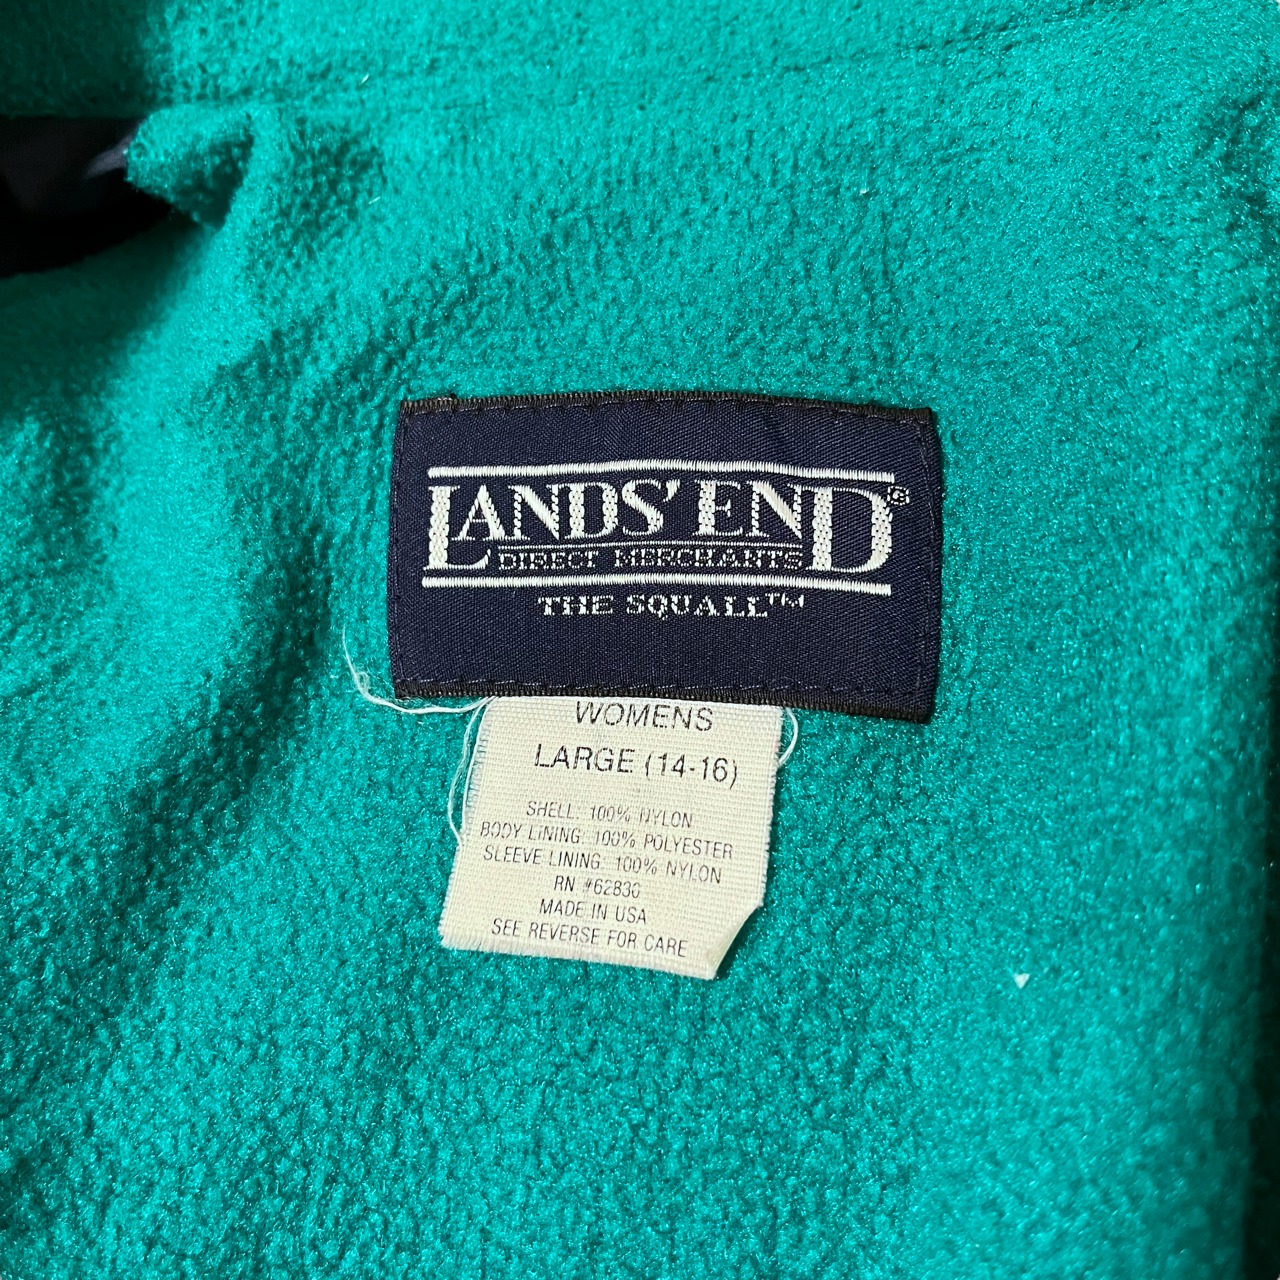 LANDS' END®
DIRECT MERCHANTS
THE SQUALL™
WOMENS
LARGE (14-16)
SHELL: 100% NYLON
BODY LINING: 100% POLYESTER
SLEEVE LINING: 100% NYLON
RN #62830
MADE IN USA
SEE REVERSE FOR CARE